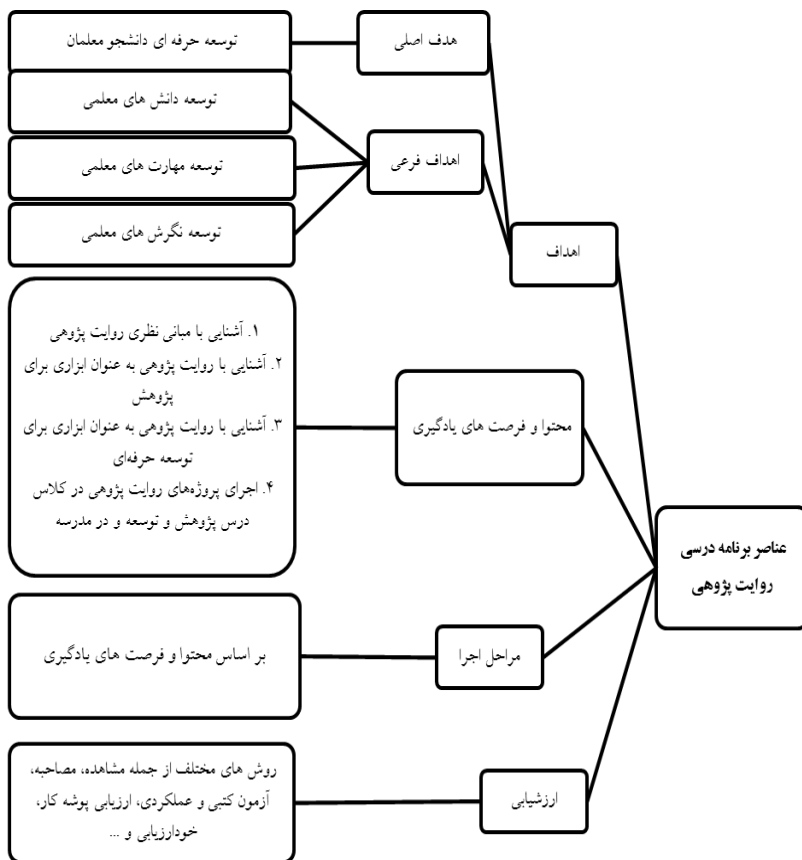 عناصر برنامه درسی
روایت پژوهی
اهداف
هدف اصلی
توسعه حرفه ای دانشجو معلمان
اهداف فرعی
توسعه دانش های معلمی
توسعه مهارت های معلمی
توسعه نگرش های معلمی
محتوا و فرصت های یادگیری
۱. آشنایی با مبانی نظری روایت پژوهی
۲. آشنایی با روایت پژوهی به عنوان ابزاری برای
پژوهش
۳. آشنایی با روایت پژوهی به عنوان ابزاری برای
توسعه حرفه‌ای
۴. اجرای پروژه‌های روایت پژوهی در کلاس
درس پژوهش و توسعه و در مدرسه
مراحل اجرا
بر اساس محتوا و فرصت های یادگیری
ارزشیابی
روش های مختلف از جمله مشاهده، مصاحبه،
آزمون کتبی و عملکردی، ارزیابی پوشه کار،
خودارزیابی و ...